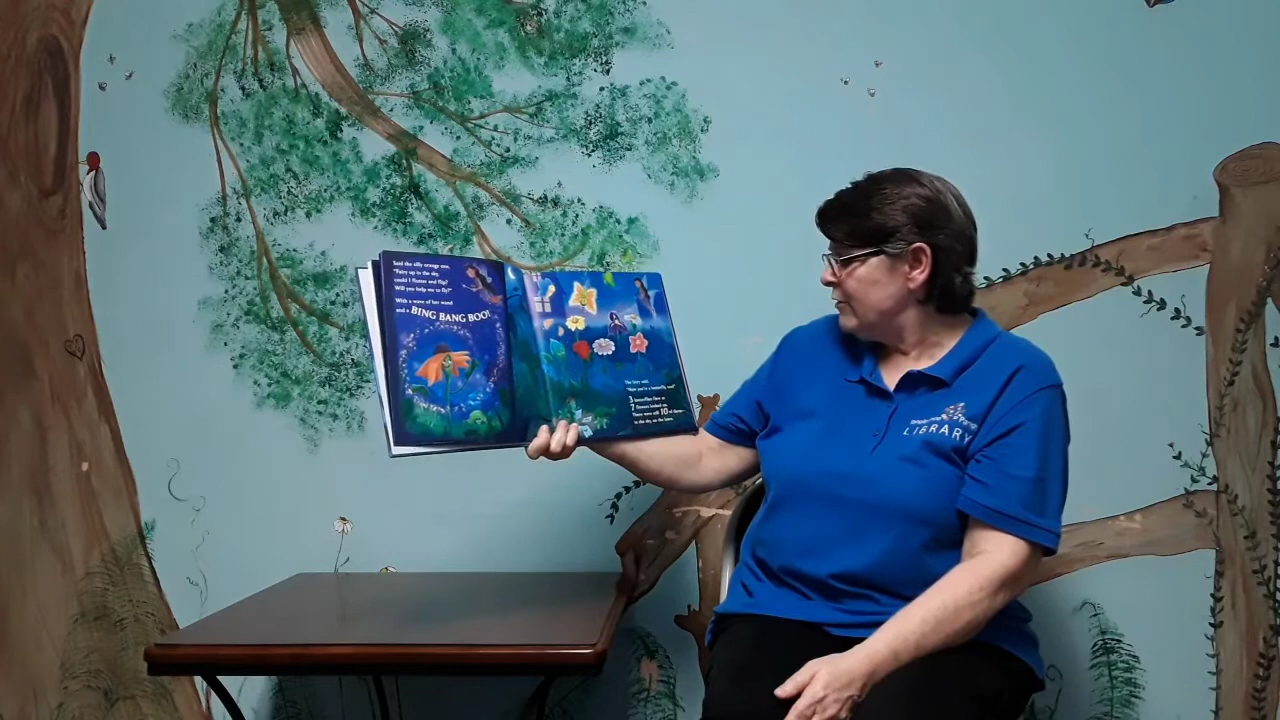 Said the silly orange one,
"Fairy up in the sky,
could I flutter and flip?
Will you help me to fly?"
With a wave of her wand
and a BING BANG BOO!
The fairy said,
"Now you're a butterfly too!"
3 butterflies flew as
7 flowers looked on.
There were still 10 of them—
in the sky, on the lawn.
LIBRARY